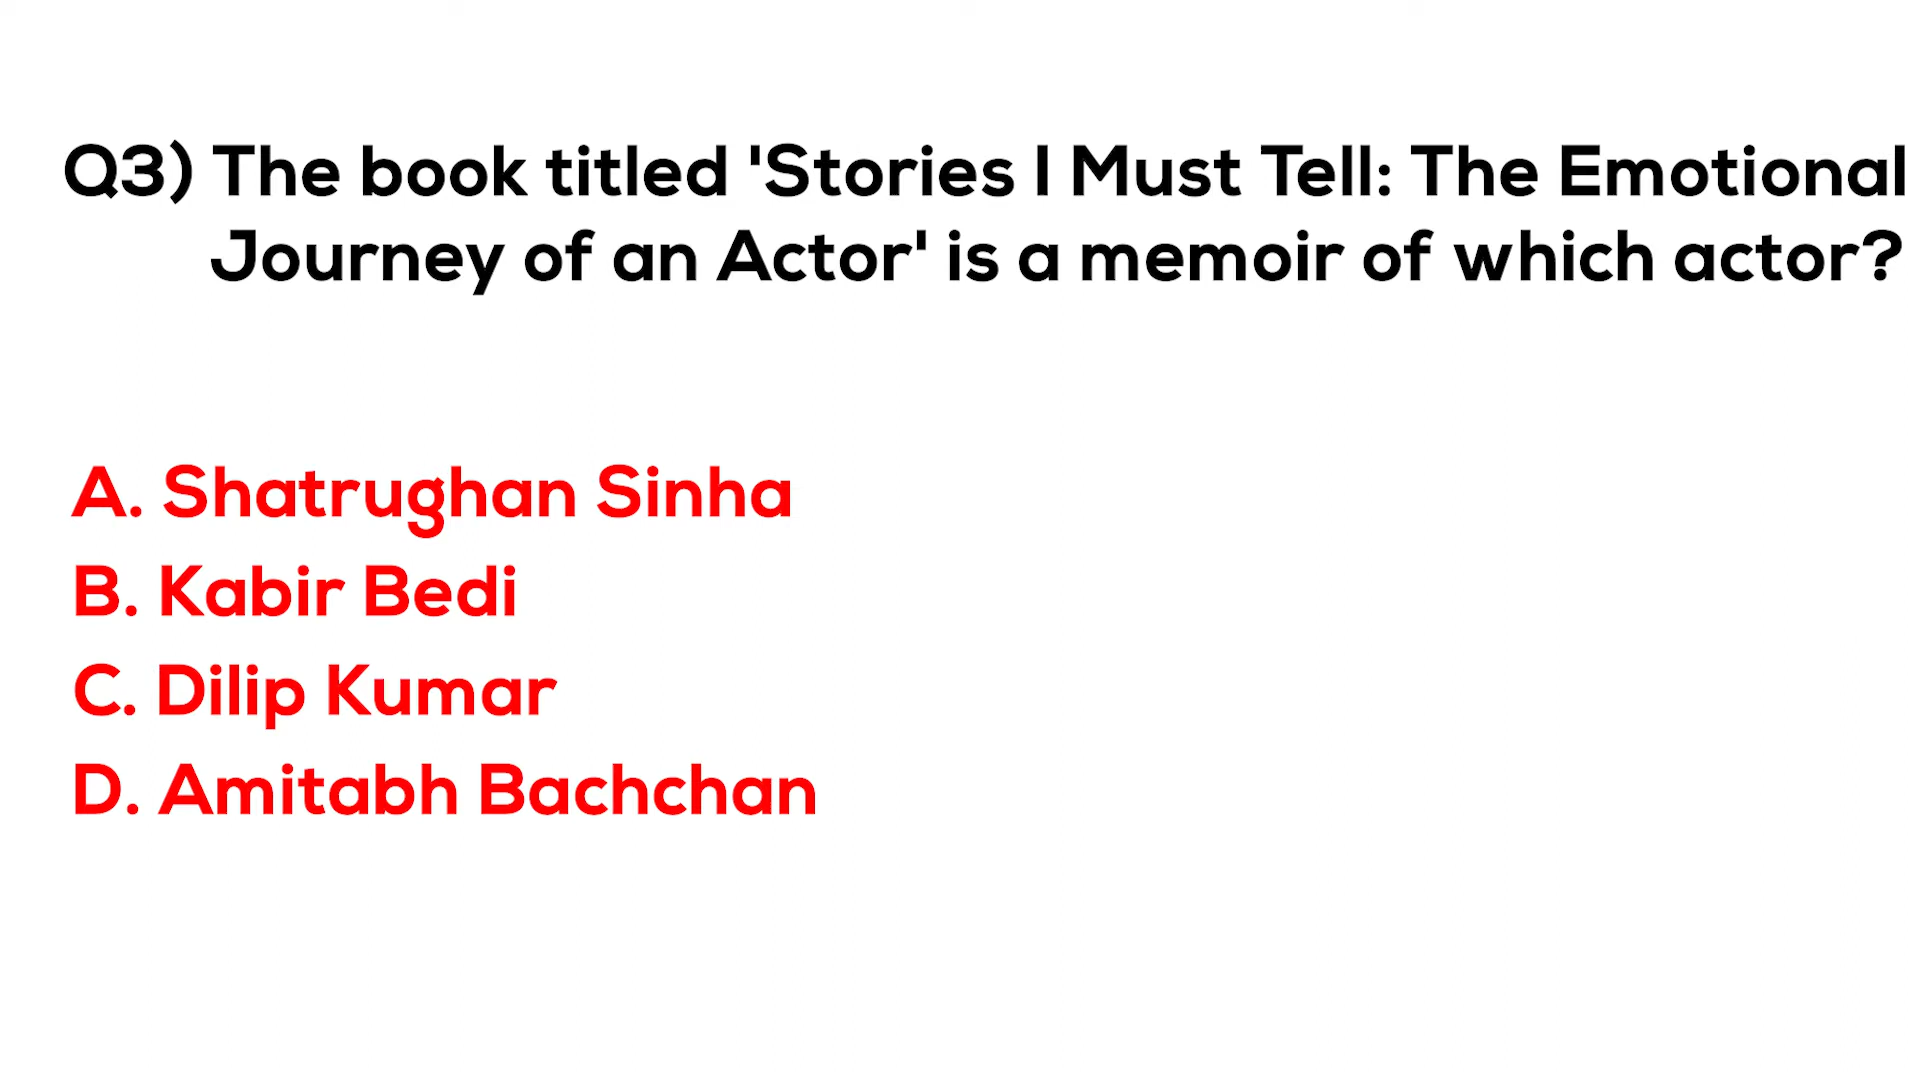 Q3) The book titled 'Stories I Must Tell: The Emotional
Journey of an Actor' is a memoir of which actor?
A. Shatrughan Sinha
B. Kabir Bedi
C. Dilip Kumar
D. Amitabh Bachchan